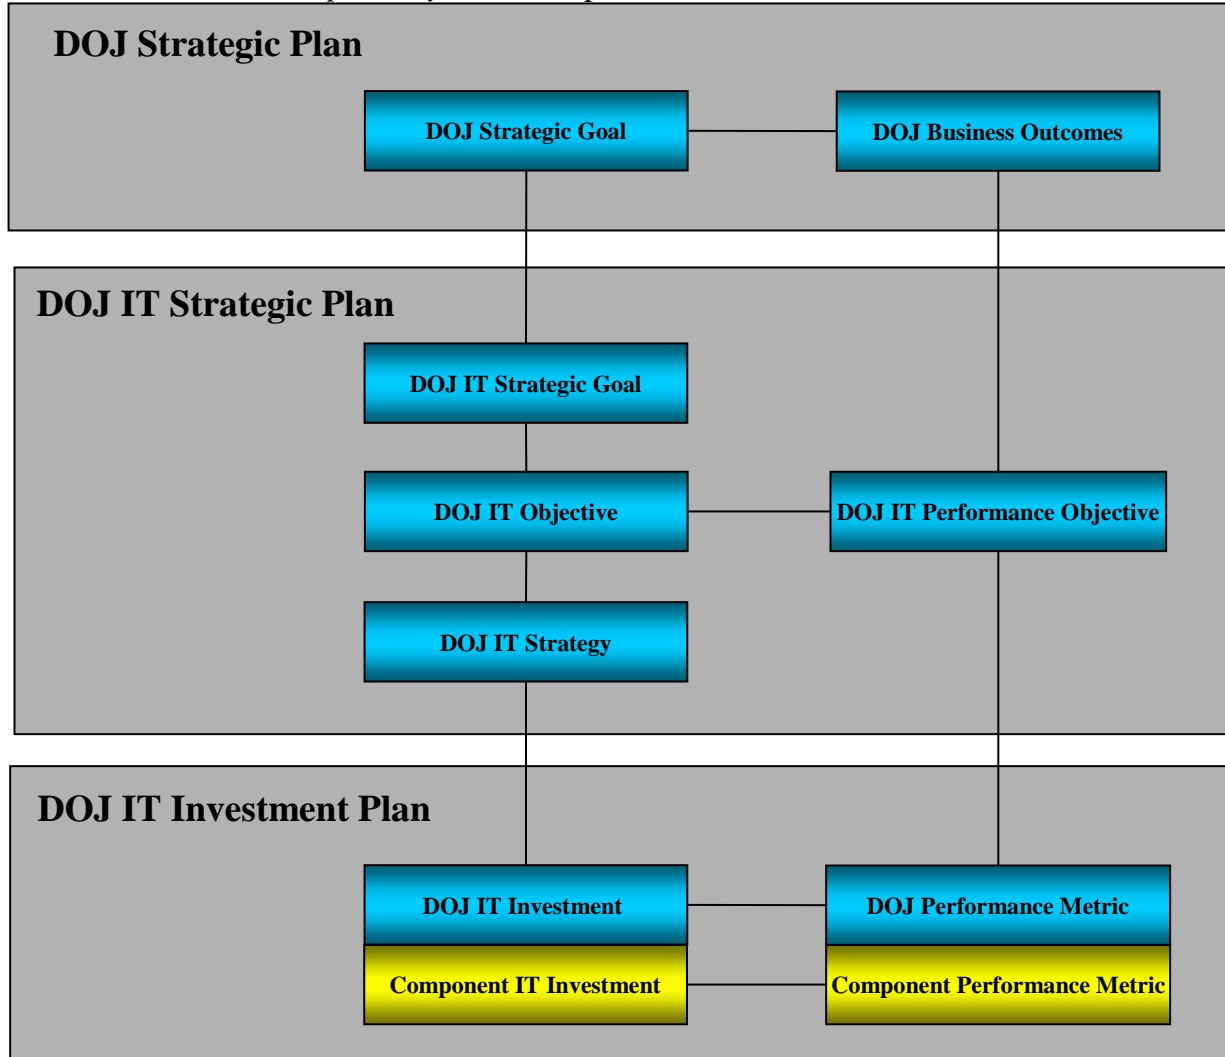 DOJ Strategic Plan
DOJ Strategic Goal
DOJ Business Outcomes
DOJ IT Strategic Plan
DOJ IT Strategic Goal
DOJ IT Objective
DOJ IT Performance Objective
DOJ IT Strategy
DOJ IT Investment Plan
DOJ IT Investment
DOJ Performance Metric
Component IT Investment
Component Performance Metric